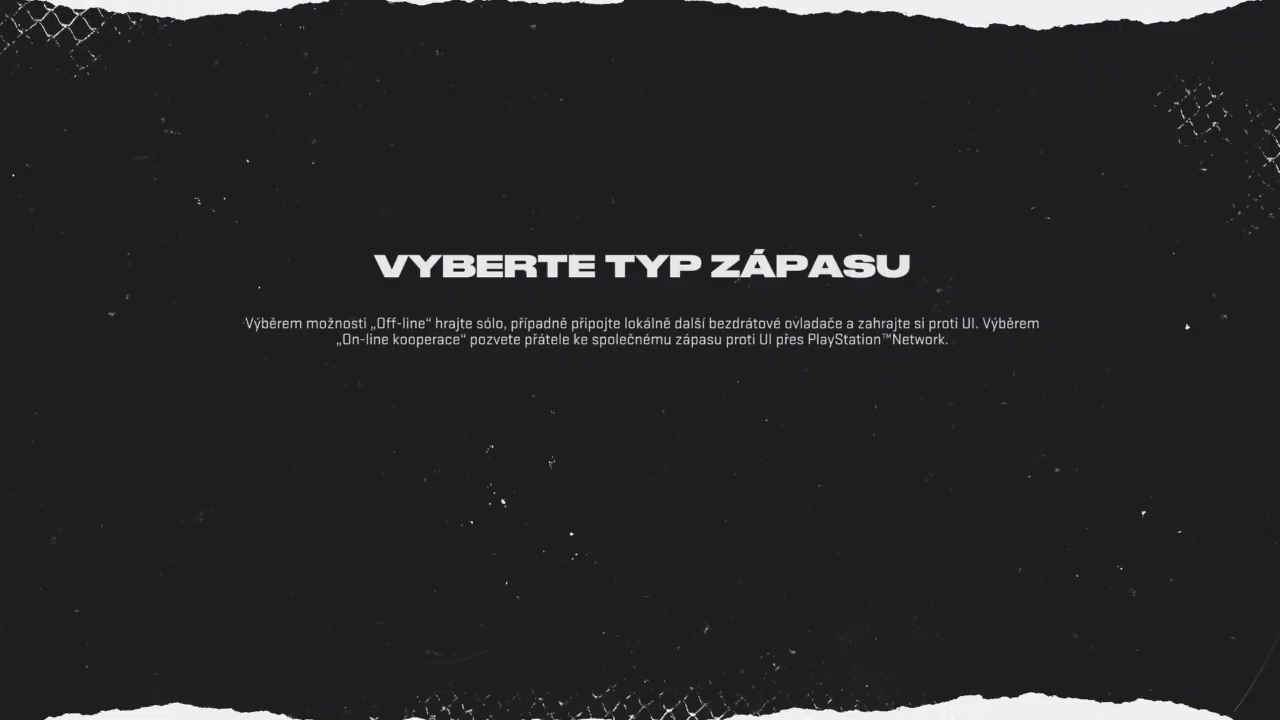 VYBERTE TYP ZÁPASU
Výběrem možnosti „Off-line“ hrajte sólo, případně připojte lokálně další bezdrátové ovladače a zahrajte si proti UI. Výběrem
„On-line kooperace“ pozvete přátele ke společnému zápasu proti UI přes PlayStation™Network.